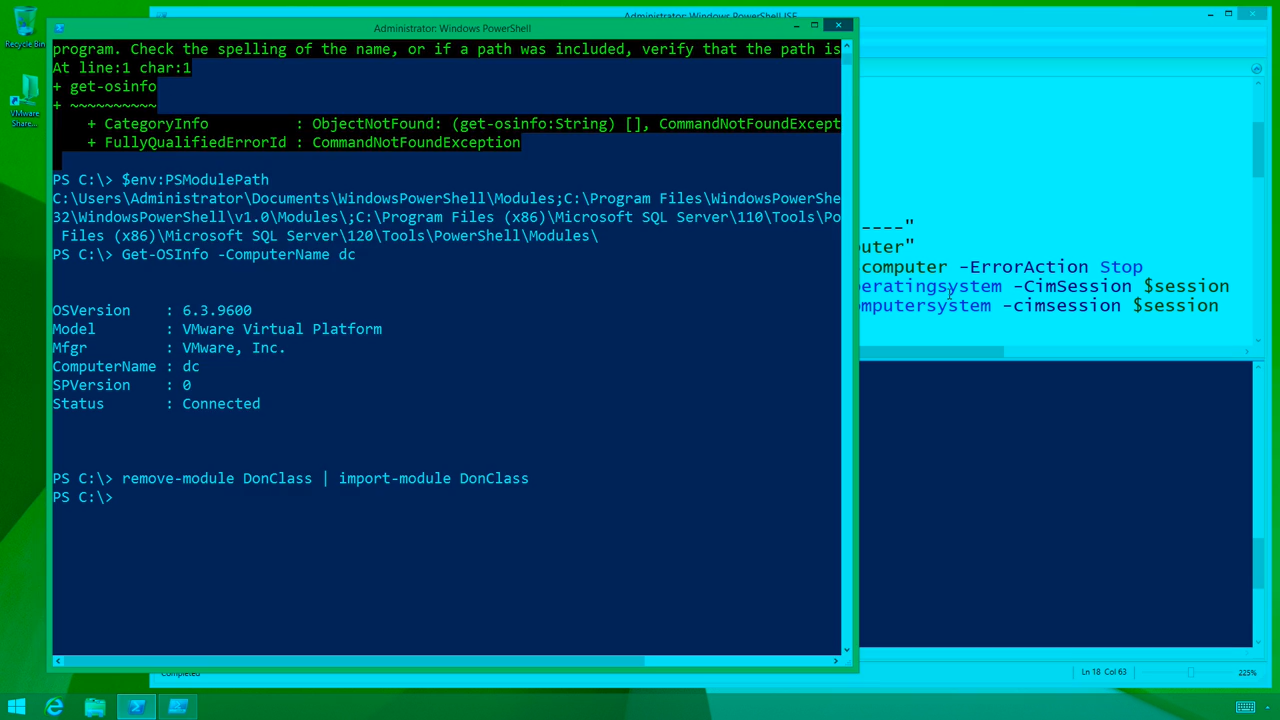 Recycle Bin
VMware
Share...
Administrator: Windows PowerShell
program. Check the spelling of the name, or if a path was included, verify that the path is
At line:1 char:1
+ get-osinfo
+ ~~~~~~~~~~
+ CategoryInfo : ObjectNotFound: (get-osinfo:String) [], CommandNotFoundExcept
+ FullyQualifiedErrorId : CommandNotFoundException
PS C:\> $env:PSModulePath
C:\Users\Administrator\Documents\WindowsPowerShell\Modules;C:\Program Files\WindowsPowerShe
32\WindowsPowerShell\v1.0\Modules\;C:\Program Files (x86)\Microsoft SQL Server\110\Tools\Po
Files (x86)\Microsoft SQL Server\120\Tools\PowerShell\Modules\
PS C:\> Get-OSInfo -ComputerName dc
OSVersion : 6.3.9600
Model : VMware Virtual Platform
Mfgr : VMware, Inc.
ComputerName : dc
SPVersion : 0
Status : Connected
PS C:\> remove-module DonClass | import-module DonClass
PS C:\>
Administrator: Windows PowerShell ISE
----"
puter"
computer -ErrorAction Stop
peratingsystem -CimSession $session
omputersystem -cimsession $session
Completed
Ln 18 Col 63
225%